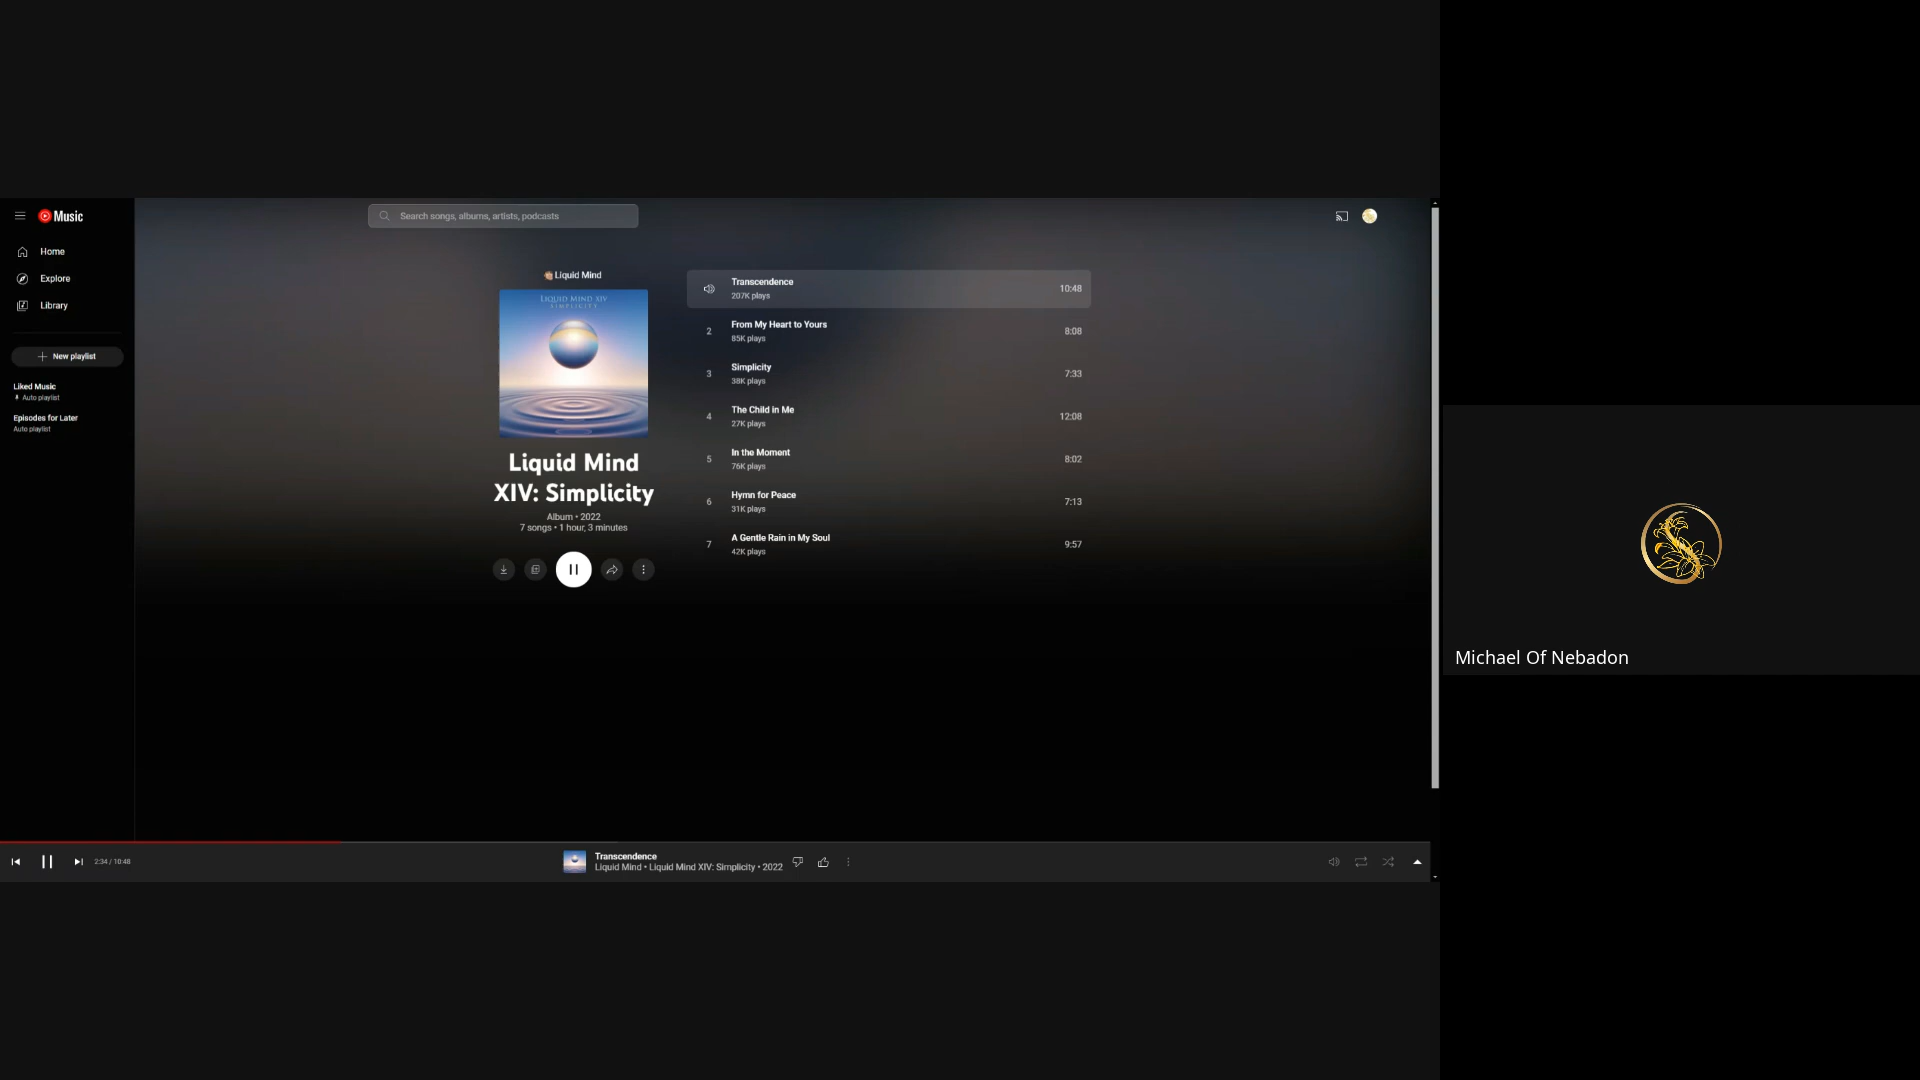 Music
Search songs, albums, artists, podcasts
Home
Explore
Library
New playlist
Liked Music
Auto playlist
Episodes for Later
Auto playlist
Liquid Mind
LIQUID MIND XIV
SIMPLICITY
Liquid Mind
XIV: Simplicity
Album • 2022
7 songs • 1 hour, 3 minutes
Transcendence
207K plays
10:48
2
From My Heart to Yours
85K plays
8:08
3
Simplicity
38K plays
7:33
4
The Child in Me
27K plays
12:08
5
In the Moment
76K plays
8:02
6
Hymn for Peace
31K plays
7:13
7
A Gentle Rain in My Soul
42K plays
9:57
2:34 / 10:48
Transcendence
Liquid Mind • Liquid Mind XIV: Simplicity • 2022
Michael Of Nebadon